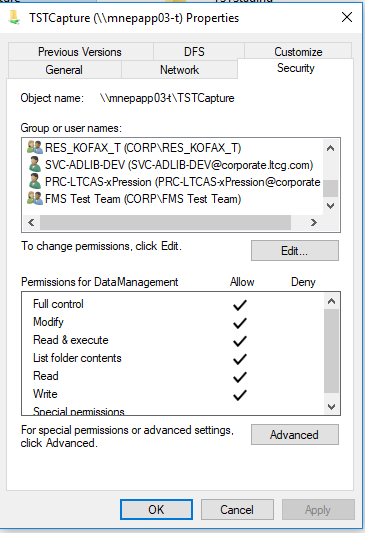 TSTCapture (\\mnepapp03-t) Properties
Previous Versions DFS Customize
General Network Security
Object name: \\mnepapp03-t\TSTCapture
Group or user names:
RES_KOFAX_T (CORP\RES_KOFAX_T)
SVC-ADLIB-DEV (SVC-ADLIB-DEV@corporate.ltcg.com)
PRC-LTCAS-xPression (PRC-LTCAS-xPression@corporate
FMS Test Team (CORP\FMS Test Team)
To change permissions, click Edit. Edit...
Permissions for DataManagement Allow Deny
Full control
Modify
Read & execute
List folder contents
Read
Write
Special permissions
For special permissions or advanced settings,
click Advanced. Advanced
OK Cancel Apply